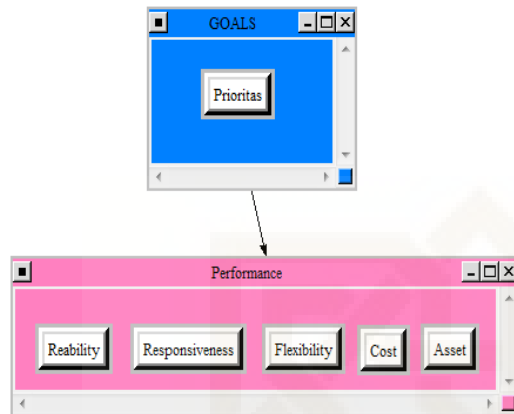 GOALS
Prioritas
Performance
Reability Responsiveness Flexibility Cost Asset